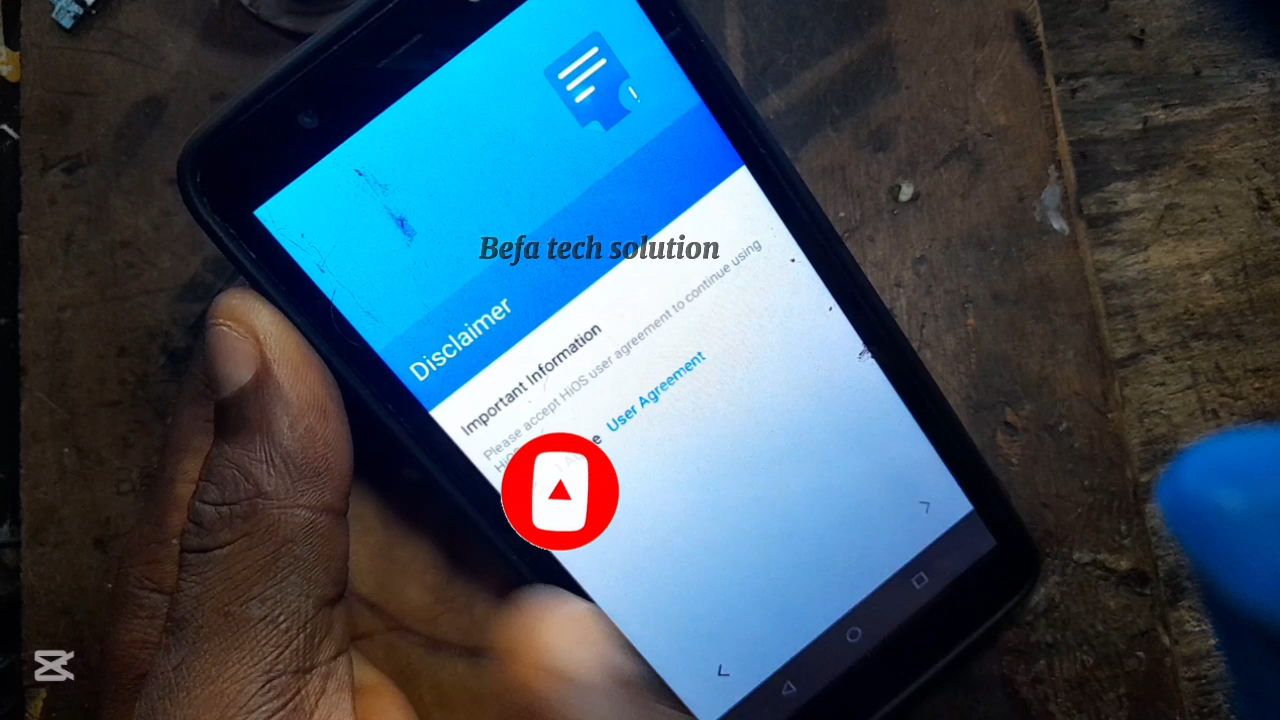 Befa tech solution
Disclaimer
Important Information
Please accept HiOS user agreement to continue using
User Agreement